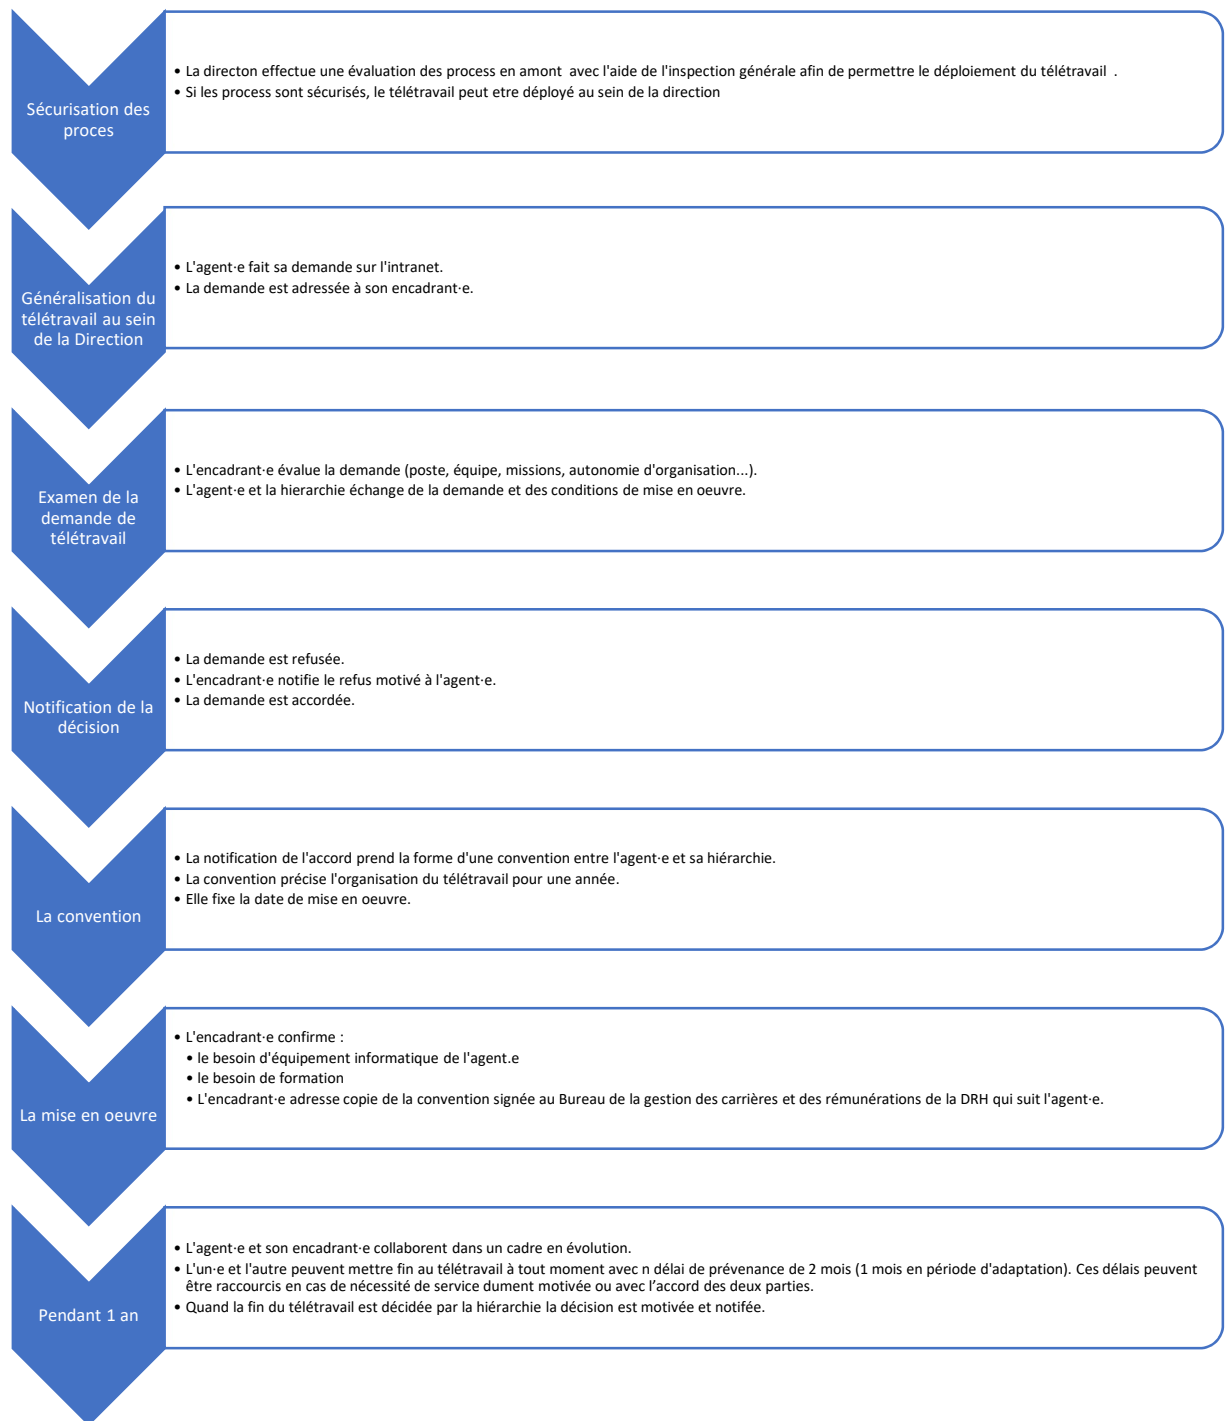 Sécurisation des
proces
• La directon effectue une évaluation des process en amont  avec l'aide de l'inspection générale afin de permettre le déploiement du télétravail  .
• Si les process sont sécurisés, le télétravail peut etre déployé au sein de la direction
Généralisation du
télétravail au sein
de la Direction
• L'agent·e fait sa demande sur l'intranet.
• La demande est adressée à son encadrant·e.
Examen de la
demande de
télétravail
• L'encadrant·e évalue la demande (poste, équipe, missions, autonomie d'organisation...).
• L'agent·e et la hierarchie échange de la demande et des conditions de mise en oeuvre.
Notification de la
décision
• La demande est refusée.
• L'encadrant·e notifie le refus motivé à l'agent·e.
• La demande est accordée.
La convention
• La notification de l'accord prend la forme d'une convention entre l'agent·e et sa hiérarchie.
• La convention précise l'organisation du télétravail pour une année.
• Elle fixe la date de mise en oeuvre.
La mise en oeuvre
• L'encadrant·e confirme :
• le besoin d'équipement informatique de l'agent.e
• le besoin de formation
• L'encadrant·e adresse copie de la convention signée au Bureau de la gestion des carrières et des rémunérations de la DRH qui suit l'agent·e.
Pendant 1 an
• L'agent·e et son encadrant·e collaborent dans un cadre en évolution.
• L'un·e et l'autre peuvent mettre fin au télétravail à tout moment avec n délai de prévenance de 2 mois (1 mois en période d'adaptation). Ces délais peuvent
être raccourcis en cas de nécessité de service dument motivée ou avec l’accord des deux parties.
• Quand la fin du télétravail est décidée par la hiérarchie la décision est motivée et notifée.